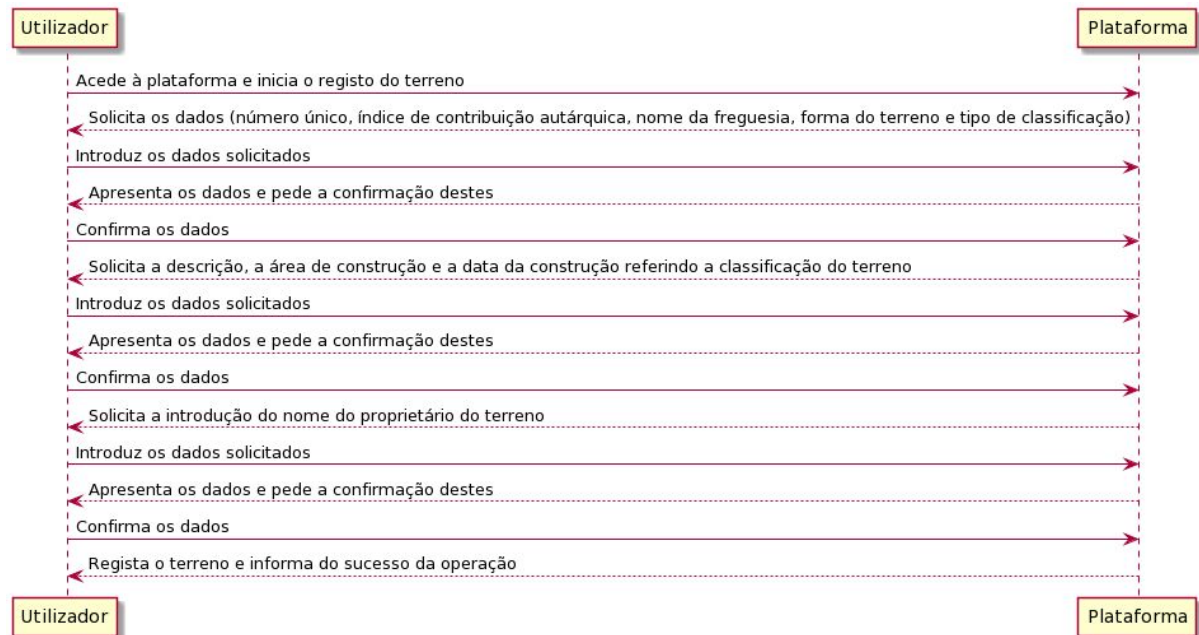 Utilizador
Plataforma
Acede à plataforma e inicia o registo do terreno
Solicita os dados (número único, índice de contribuição autárquica, nome da freguesia, forma do terreno e tipo de classificação)
Introduz os dados solicitados
Apresenta os dados e pede a confirmação destes
Confirma os dados
Solicita a descrição, a área de construção e a data da construção referindo a classificação do terreno
Introduz os dados solicitados
Apresenta os dados e pede a confirmação destes
Confirma os dados
Solicita a introdução do nome do proprietário do terreno
Introduz os dados solicitados
Apresenta os dados e pede a confirmação destes
Confirma os dados
Regista o terreno e informa do sucesso da operação
Utilizador
Plataforma